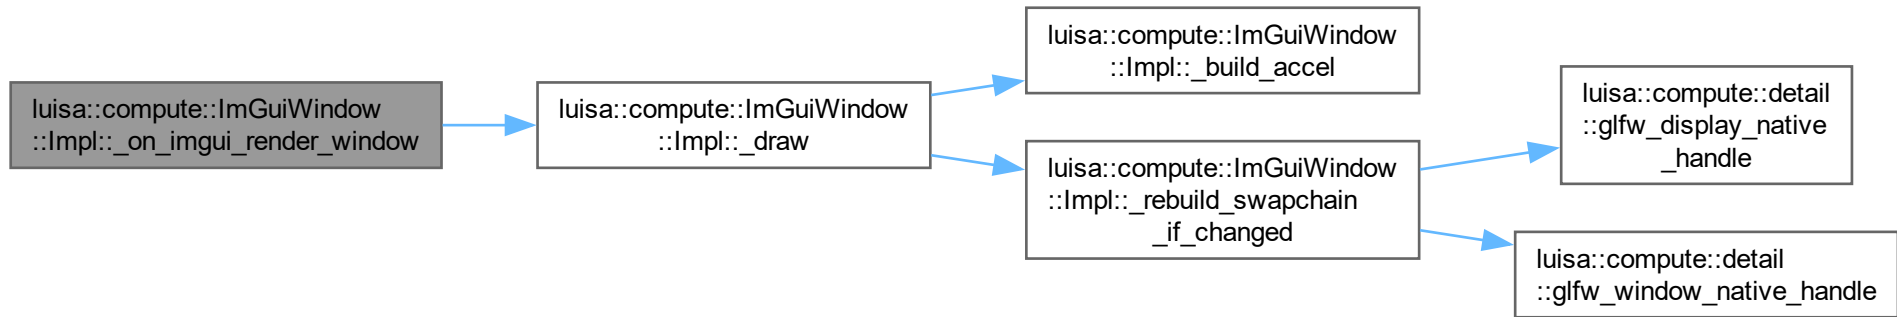 luisa::compute::ImGuiWindow
::Impl::_on_imgui_render_window
luisa::compute::ImGuiWindow
::Impl::_draw
luisa::compute::ImGuiWindow
::Impl::_build_accel
luisa::compute::ImGuiWindow
::Impl::_rebuild_swapchain
_if_changed
luisa::compute::detail
::glfw_display_native
_handle
luisa::compute::detail
::glfw_window_native_handle